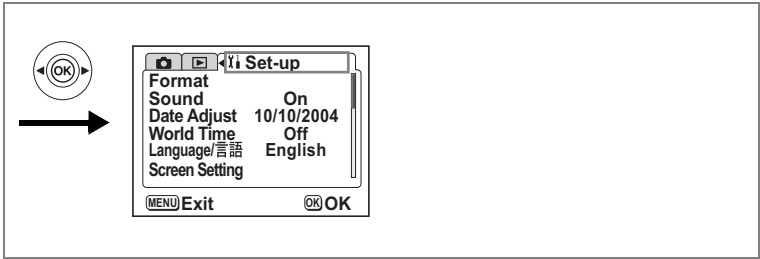 OK
Set-up
Format
Sound On
Date Adjust 10/10/2004
World Time Off
Language/言語 English
Screen Setting
MENU Exit OK OK